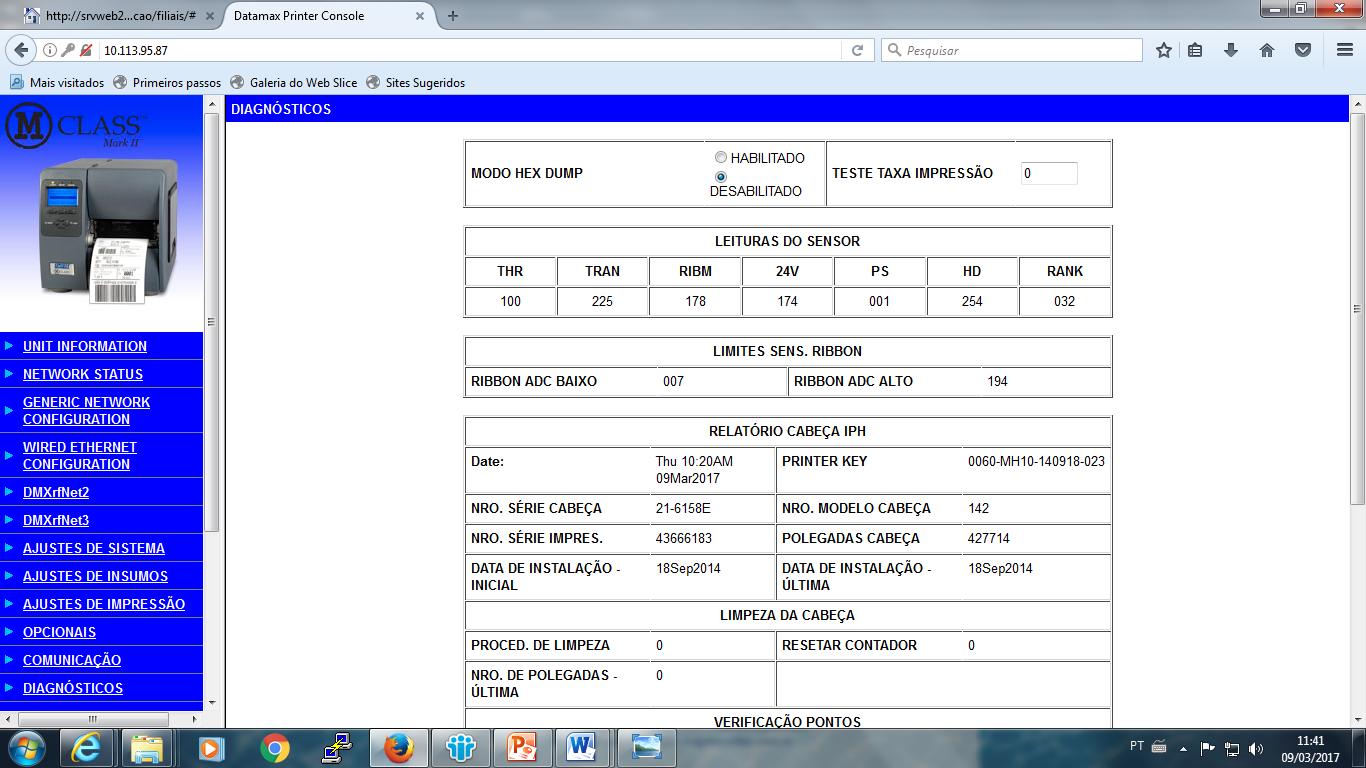 http://srvweb2...cao/filiais/#
Datamax Printer Console
10.113.95.87
Pesquisar
Mais visitados
Primeiros passos
Galeria do Web Slice
Sites Sugeridos
M CLASS™
Mark II
UNIT INFORMATION
NETWORK STATUS
GENERIC NETWORK
CONFIGURATION
WIRED ETHERNET
CONFIGURATION
DMXrfNet2
DMXrfNet3
AJUSTES DE SISTEMA
AJUSTES DE INSUMOS
AJUSTES DE IMPRESSÃO
OPCIONAIS
COMUNICAÇÃO
DIAGNÓSTICOS
DIAGNÓSTICOS
MODO HEX DUMP
HABILITADO
DESABILITADO
TESTE TAXA IMPRESSÃO
0
LEITURAS DO SENSOR
THR TRAN RIBM 24V PS HD RANK
100 225 178 174 001 254 032
LIMITES SENS. RIBBON
RIBBON ADC BAIXO 007 RIBBON ADC ALTO 194
RELATÓRIO CABEÇA IPH
Date: Thu 10:20AM PRINTER KEY 0060-MH10-140918-023
09Mar2017
NRO. SÉRIE CABEÇA 21-6158E NRO. MODELO CABEÇA 142
NRO. SÉRIE IMPRES. 43666183 POLEGADAS CABEÇA 427714
DATA DE INSTALAÇÃO - 18Sep2014 DATA DE INSTALAÇÃO - 18Sep2014
INICIAL ÚLTIMA
LIMPEZA DA CABEÇA
PROCED. DE LIMPEZA 0 RESETAR CONTADOR 0
NRO. DE POLEGADAS - 0
ÚLTIMA
VERIFICAÇÃO PONTOS
PT
11:41
09/03/2017